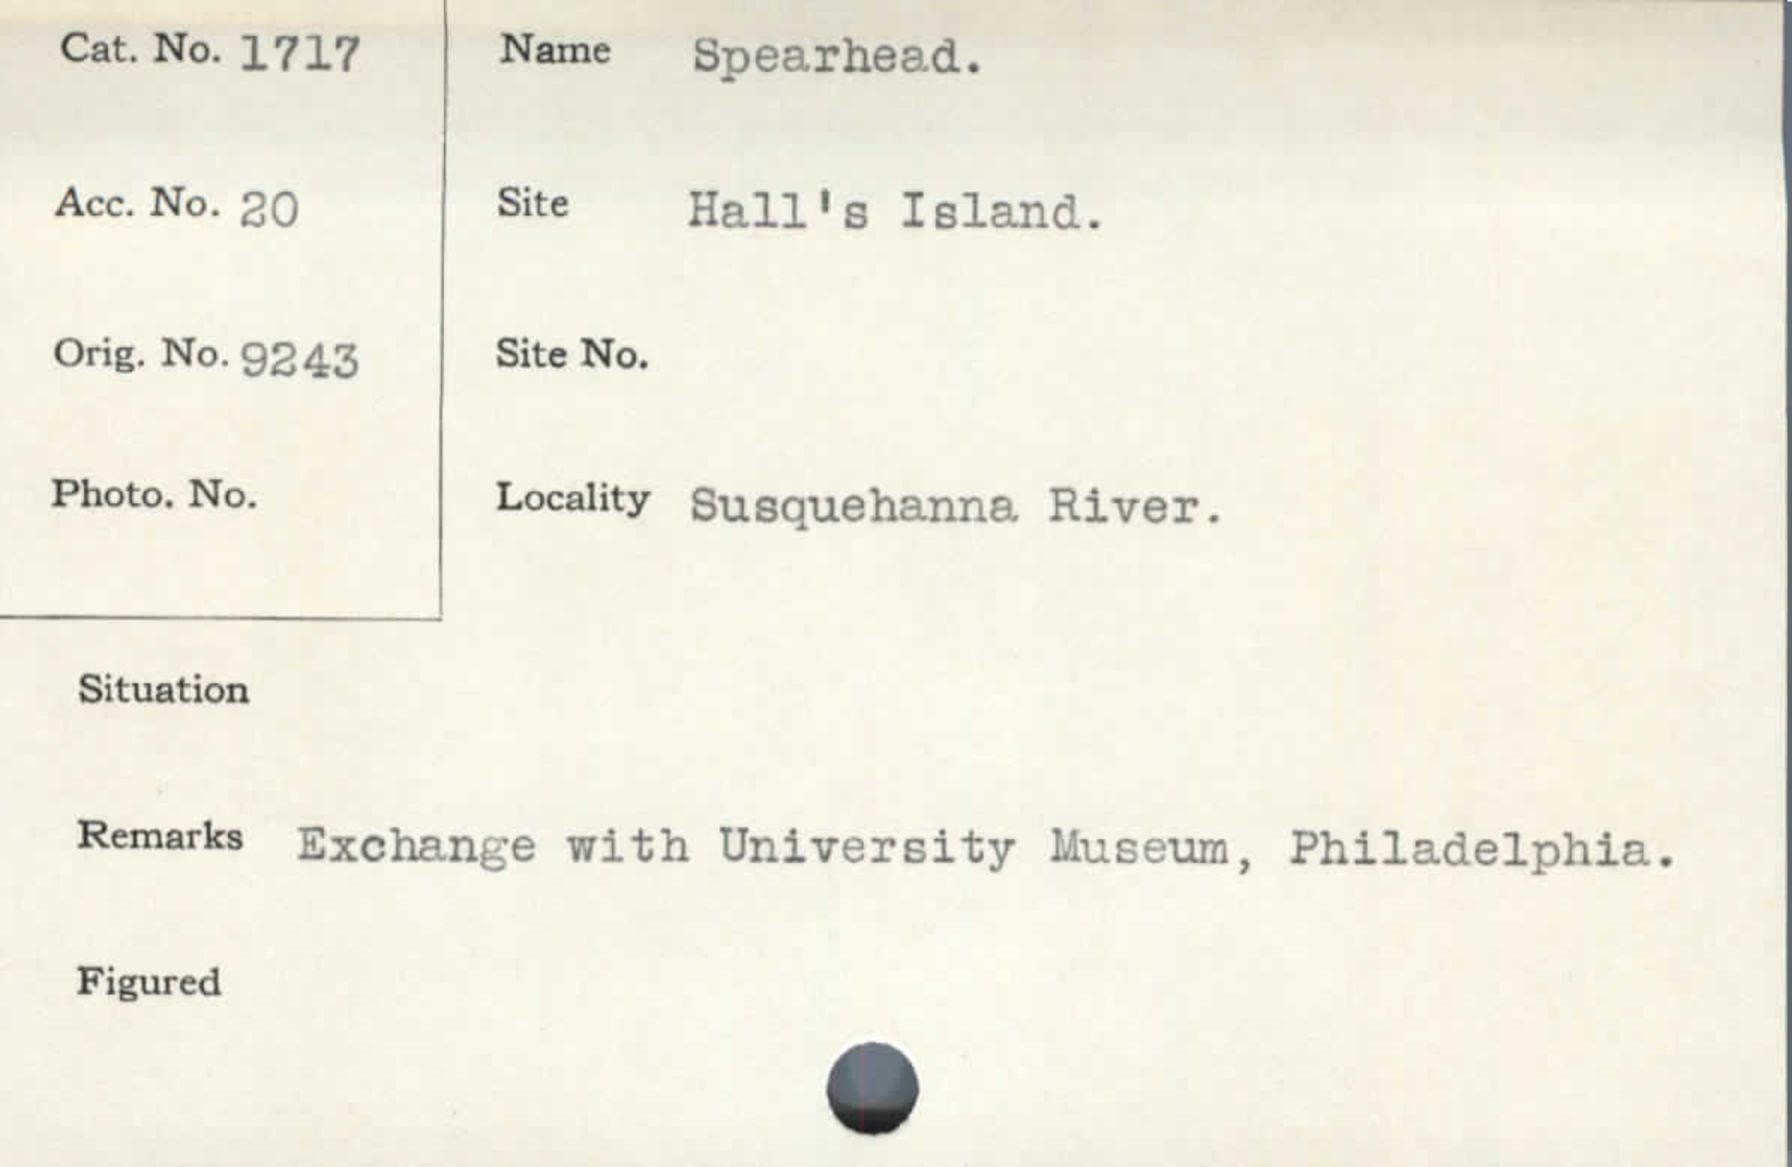 Cat. No. 1717
Acc. No. 20
Orig. No. 9243
Photo. No.
Name Spearhead.
Site Hall's Island.
Site No.
Locality Susquehanna River.
Situation
Remarks Exchange with University Museum, Philadelphia.
Figured